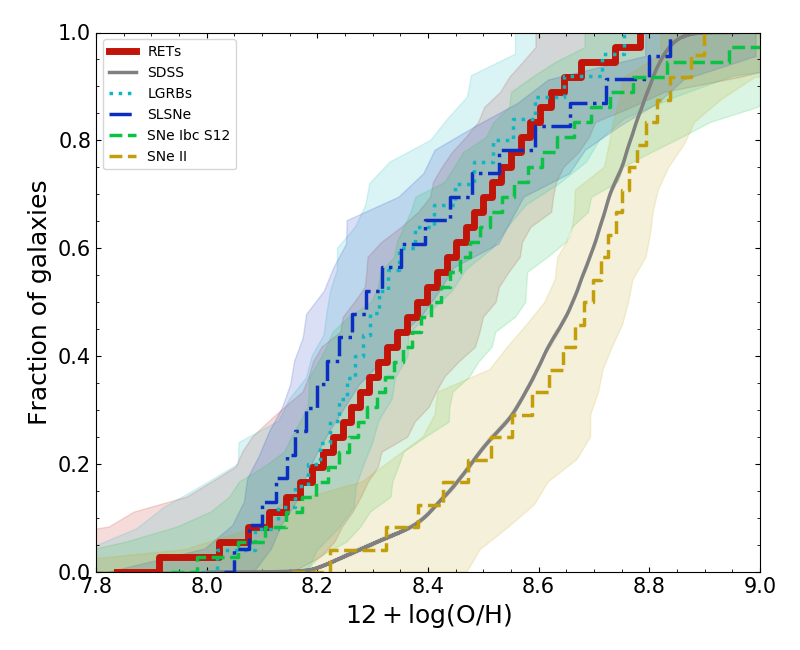 1.0
0.8
0.6
0.4
0.2
0.0
Fraction of galaxies
RETs
SDSS
LGRBs
SLSNe
SNe Ibc S12
SNe II
7.8 8.0 8.2 8.4 8.6 8.8 9.0
12 + log(O/H)